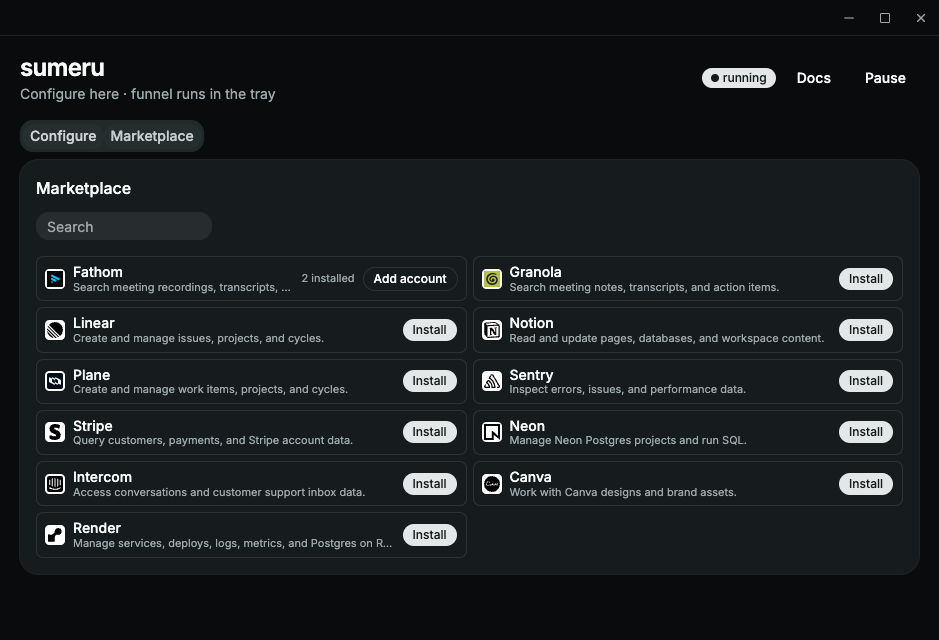 sumeru
Configure here · funnel runs in the tray
running
Docs
Pause
Configure
Marketplace
Marketplace
Search
Fathom
Search meeting recordings, transcripts, ...
2 installed
Add account
Granola
Search meeting notes, transcripts, and action items.
Install
Linear
Create and manage issues, projects, and cycles.
Install
Notion
Read and update pages, databases, and workspace content.
Install
Plane
Create and manage work items, projects, and cycles.
Install
Sentry
Inspect errors, issues, and performance data.
Install
Stripe
Query customers, payments, and Stripe account data.
Install
Neon
Manage Neon Postgres projects and run SQL.
Install
Intercom
Access conversations and customer support inbox data.
Install
Canva
Work with Canva designs and brand assets.
Install
Render
Manage services, deploys, logs, metrics, and Postgres on R...
Install